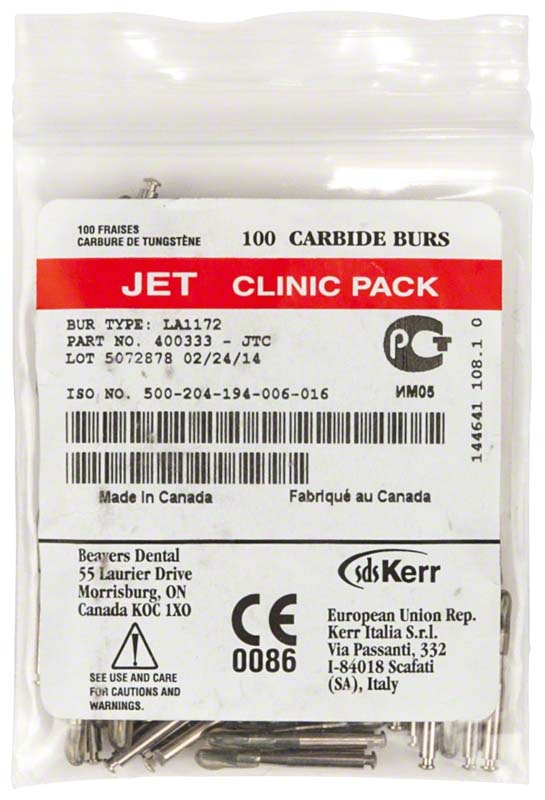 100 FRAISES
CARBURE DE TUNGSTÈNE
100 CARBIDE BURS
JET CLINIC PACK
BUR TYPE: LA1172
PART NO. 400333 - JTC
LOT 5072878 02/24/14
ISO NO. 500-204-194-006-016
PCT
ИМ05
144641 108.1 0
Made in Canada
Fabriqué au Canada
Beavers Dental
55 Laurier Drive
Morrisburg, ON
Canada KOC 1XO
SEE USE AND CARE
FOR CAUTIONS AND
WARNINGS.
CE
0086
sdsKerr
European Union Rep.
Kerr Italia S.r.l.
Via Passanti, 332
I-84018 Scafati
(SA), Italy